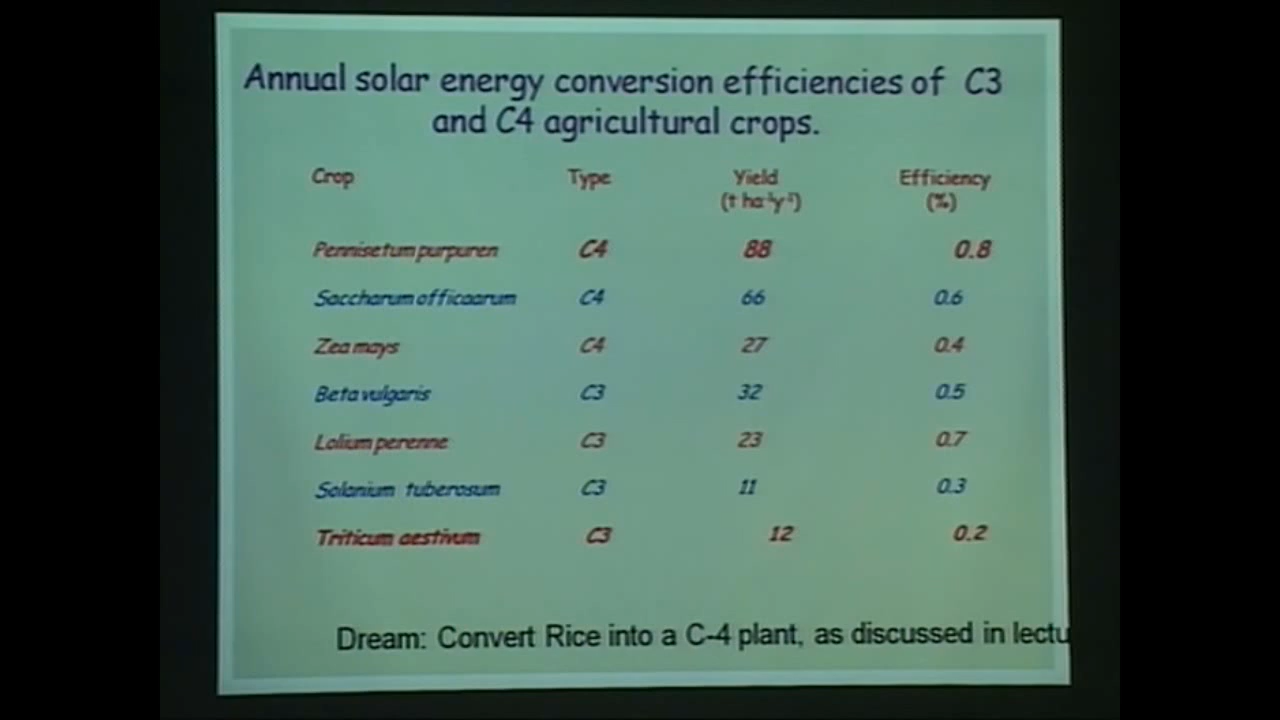 Annual solar energy conversion efficiencies of C3
and C4 agricultural crops.
Crop Type Yield Efficiency
(t ha⁻¹y⁻¹) (%)
Pennisetum purpuren C4 88 0.8
Saccharum officaarum C4 66 0.6
Zea mays C4 27 0.4
Beta vulgaris C3 32 0.5
Lolium perenne C3 23 0.7
Solanium tuberosum C3 11 0.3
Triticum aestivum C3 12 0.2
Dream: Convert Rice into a C-4 plant, as discussed in lectu